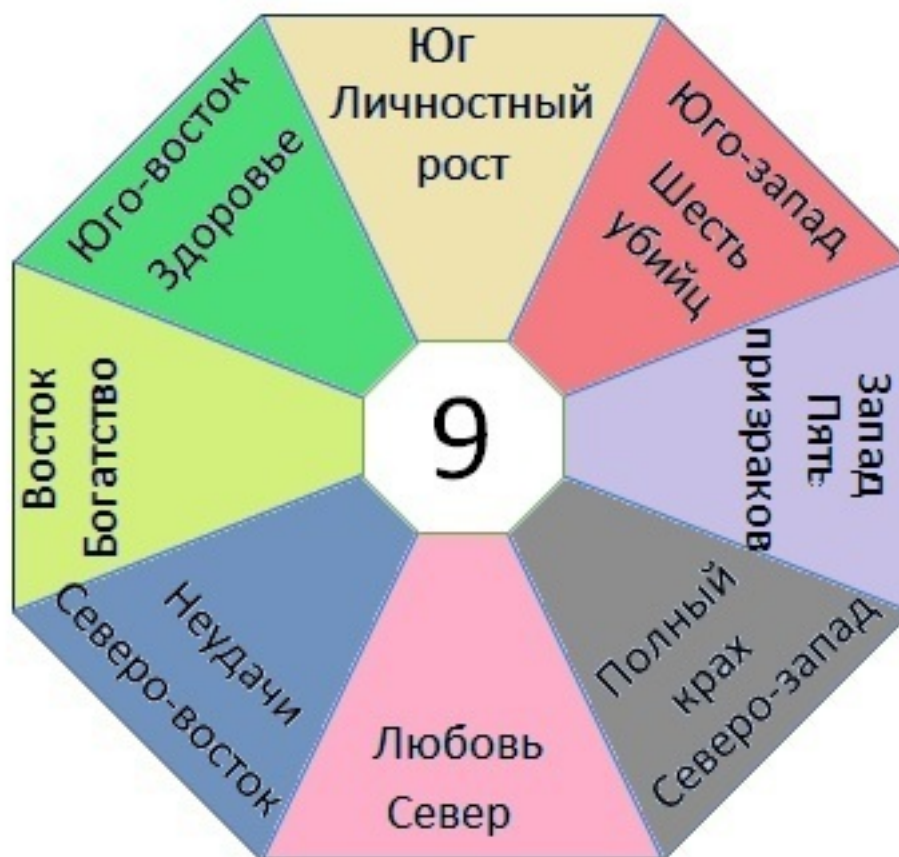 Юг
Личностный
рост
Юго-запад
Шесть
убийц
Запад
Пять
призраков
Полный
крах
Северо-запад
Любовь
Север
Неудачи
Северо-восток
Восток
Богатство
Юго-восток
Здоровье
9